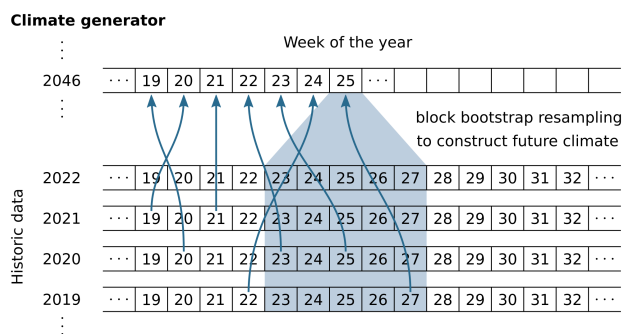 Climate generator
Week of the year
2046 ··· 19 20 21 22 23 24 25 ···
block bootstrap resampling
to construct future climate
Historic data
2022 ··· 19 20 21 22 23 24 25 26 27 28 29 30 31 32 ···
2021 ··· 19 20 21 22 23 24 25 26 27 28 29 30 31 32 ···
2020 ··· 19 20 21 22 23 24 25 26 27 28 29 30 31 32 ···
2019 ··· 19 20 21 22 23 24 25 26 27 28 29 30 31 32 ···